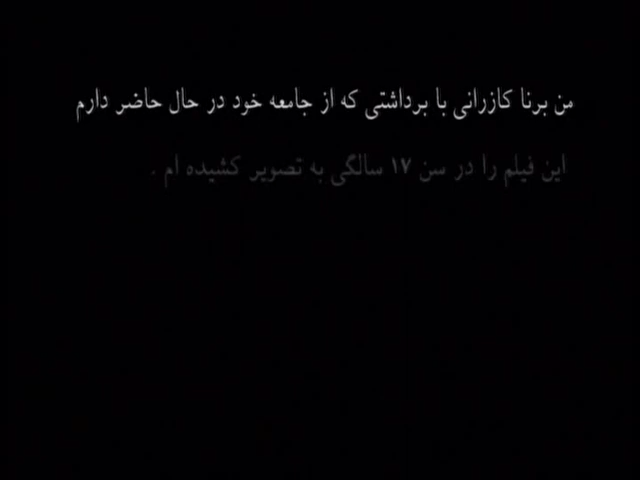 من برنا کازرانی با برداشتی که از جامعه خود در حال حاضر دارم
این فیلم را در سن ۱۷ سالگی به تصویر کشیده ام .